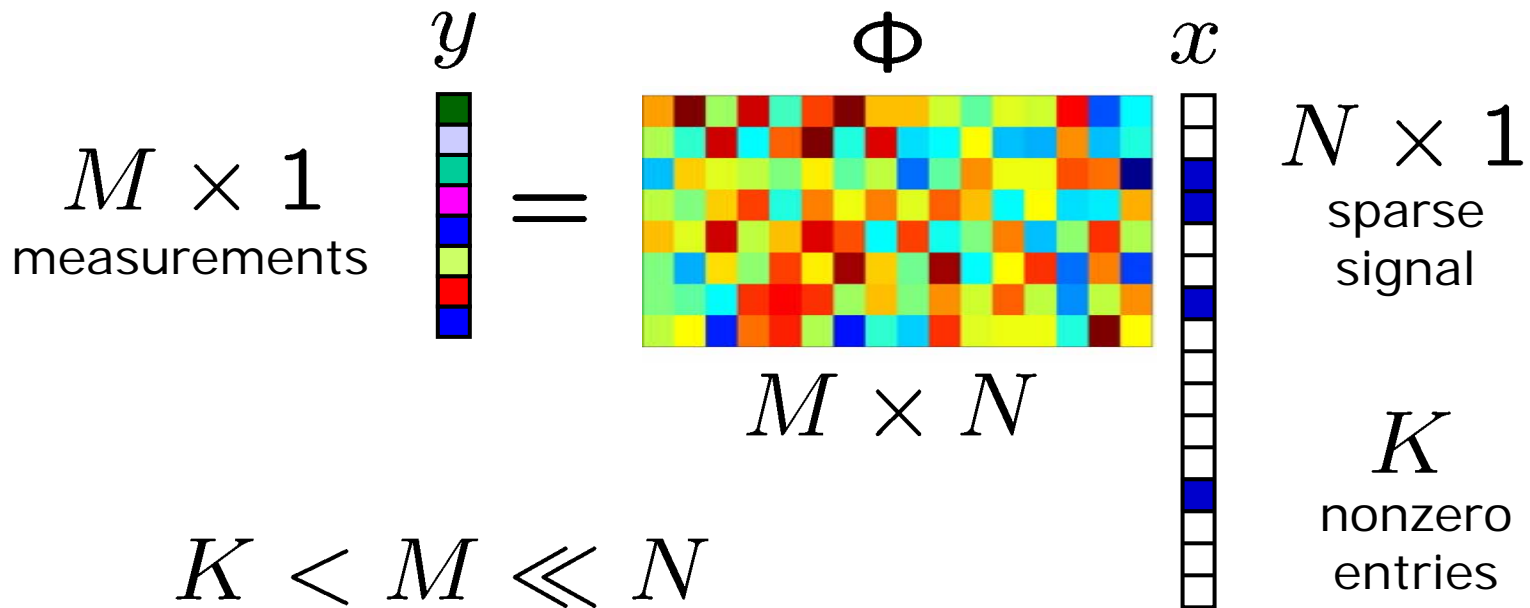 y
Φ
x
M × 1
measurements
=
N × 1
sparse
signal
M × N
K
nonzero
entries
K < M ≪ N